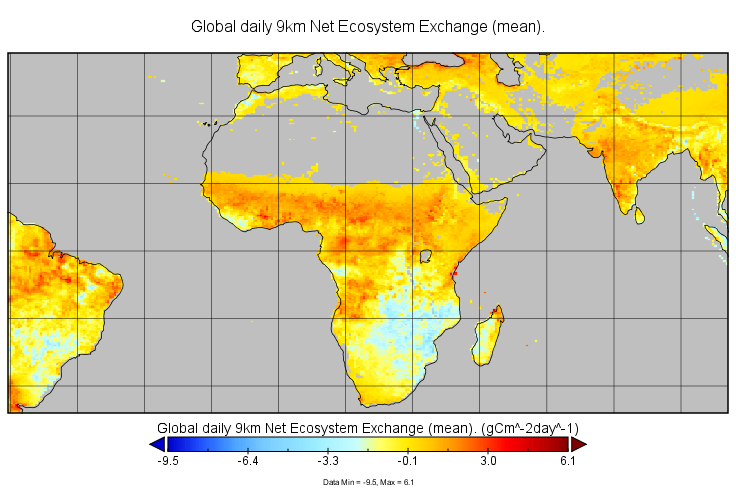 Global daily 9km Net Ecosystem Exchange (mean).
Global daily 9km Net Ecosystem Exchange (mean). (gCm^-2day^-1)
-9.5 -6.4 -3.3 -0.1 3.0 6.1
Data Min = -9.5, Max = 6.1